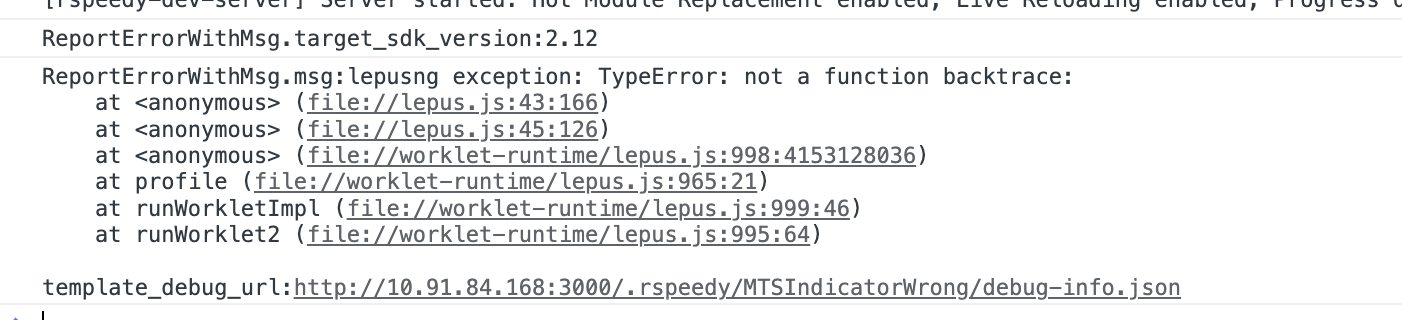 [rspeedy-dev-server] Server started. Hot Module Replacement enabled, Live Reloading enabled, Progress
ReportErrorWithMsg.target_sdk_version:2.12
ReportErrorWithMsg.msg:lepusng exception: TypeError: not a function backtrace:
at <anonymous> (file://lepus.js:43:166)
at <anonymous> (file://lepus.js:45:126)
at <anonymous> (file://worklet-runtime/lepus.js:998:4153128036)
at profile (file://worklet-runtime/lepus.js:965:21)
at runWorkletImpl (file://worklet-runtime/lepus.js:999:46)
at runWorklet2 (file://worklet-runtime/lepus.js:995:64)
template_debug_url:http://10.91.84.168:3000/.rspeedy/MTSIndicatorWrong/debug-info.json